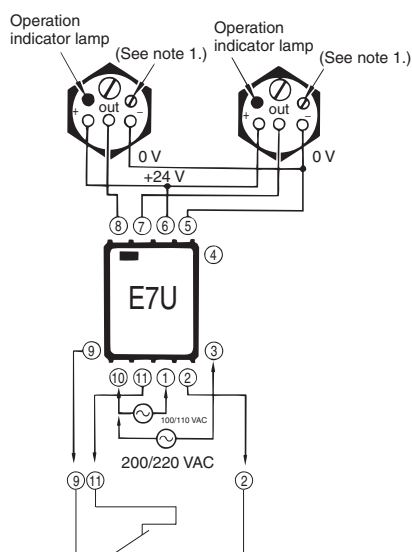 Operation
indicator lamp
(See note 1.)
Operation
indicator lamp
(See note 1.)
+ out −
+ out −
0 V
0 V
+24 V
8 7 6 5
4
E7U
9
3
10 11 1 2
100/110 VAC
200/220 VAC
9 11
2